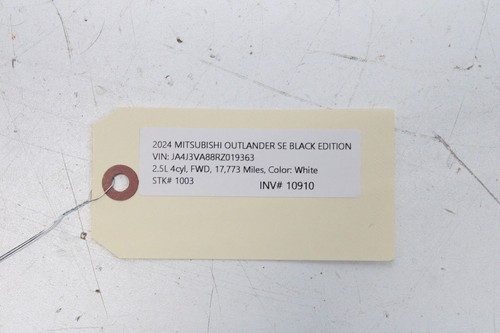 2024 MITSUBISHI OUTLANDER SE BLACK EDITION
VIN: JA4J3VA88RZ019363
2.5L 4cyl, FWD, 17,773 Miles, Color: White
STK# 1003 INV# 10910